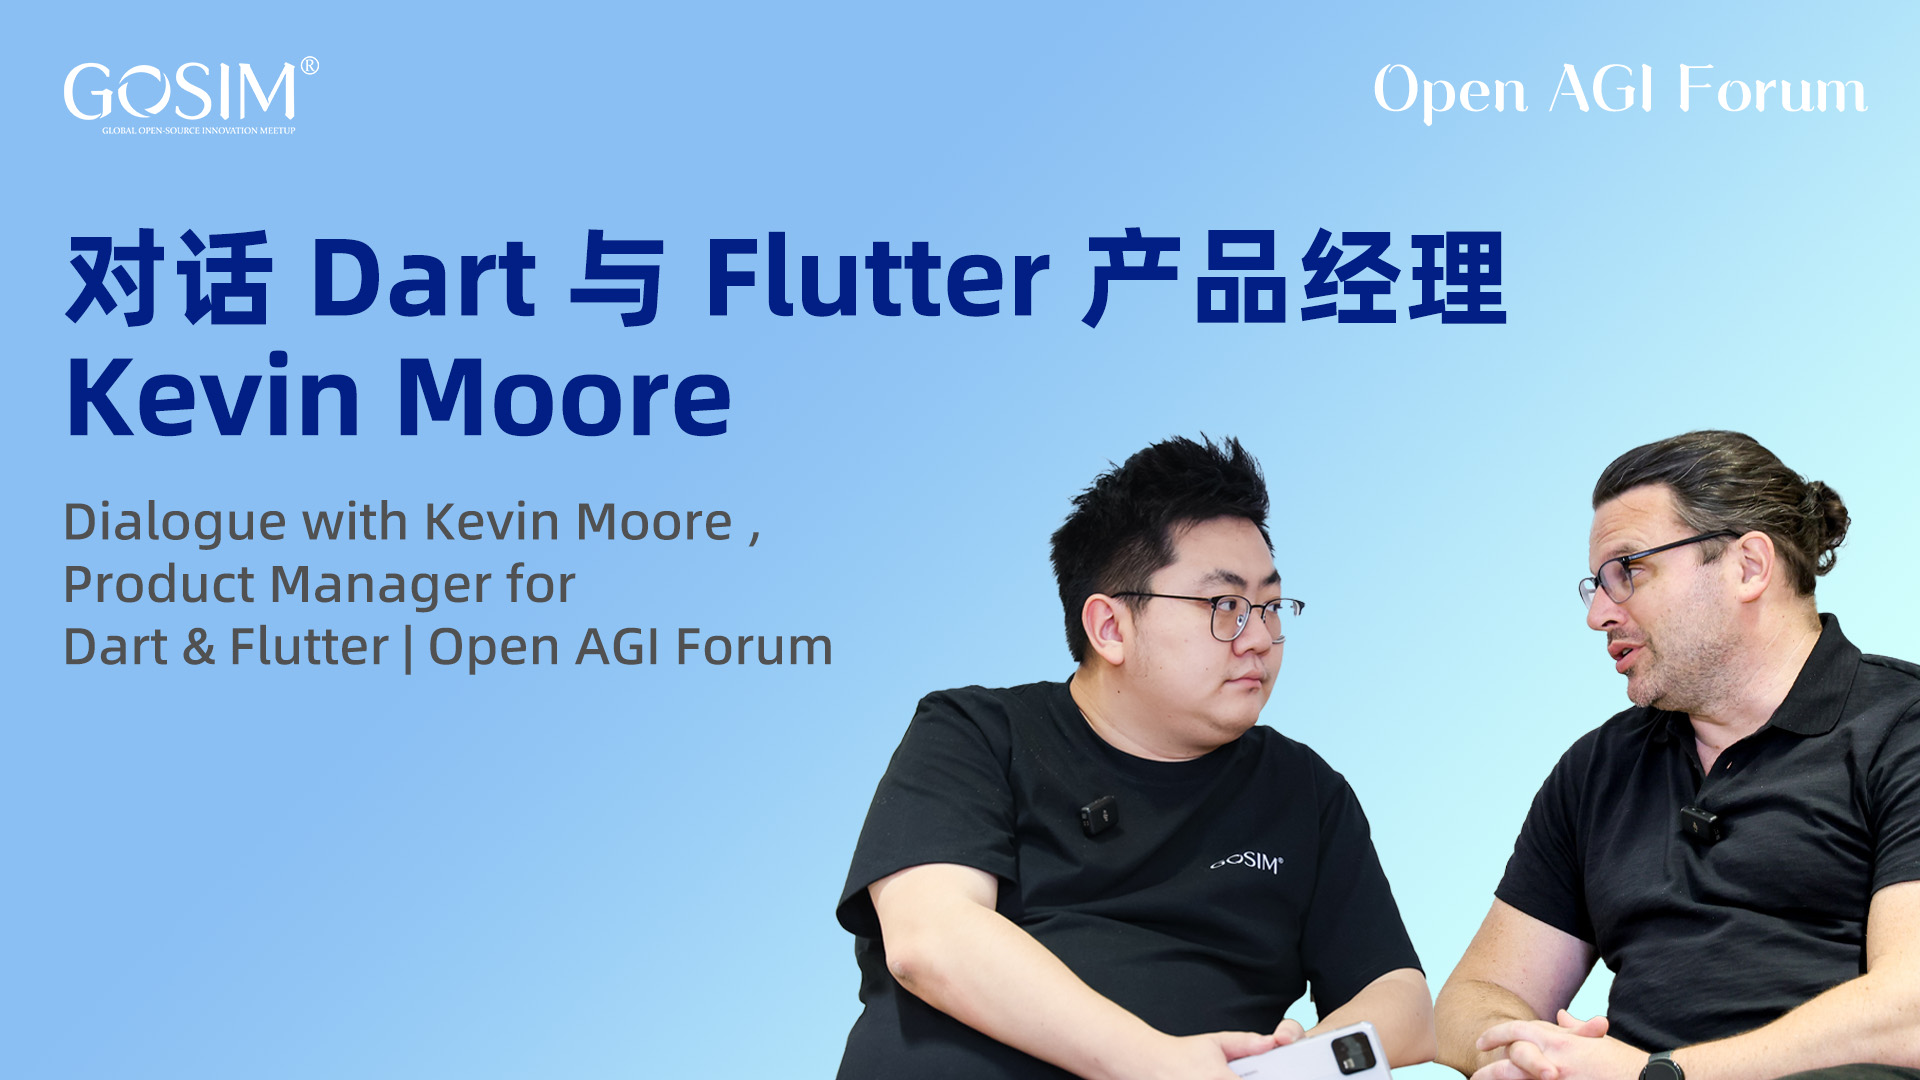 GOSIM®
GLOBAL OPEN-SOURCE INNOVATION MEETUP
Open AGI Forum
对话 Dart 与 Flutter 产品经理
Kevin Moore
Dialogue with Kevin Moore ,
Product Manager for
Dart & Flutter | Open AGI Forum
GOSIM®